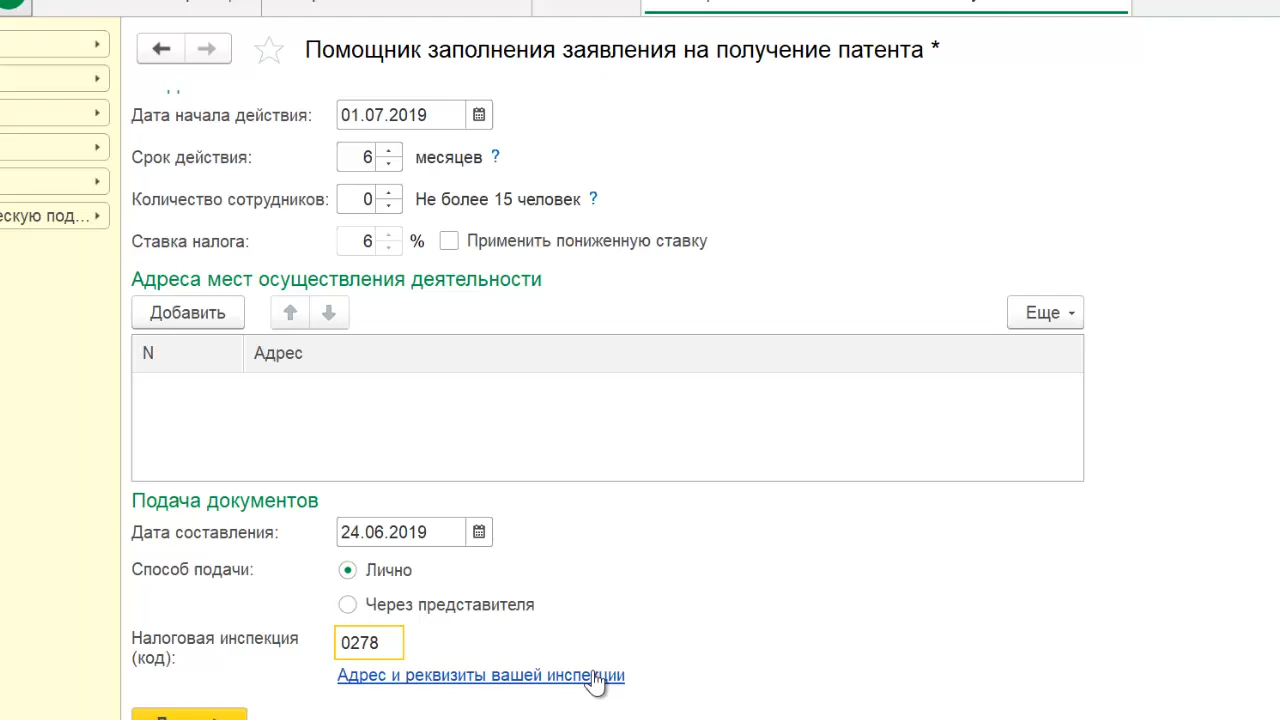 Помощник заполнения заявления на получение патента *
Дата начала действия: 01.07.2019
Срок действия: 6 месяцев ?
Количество сотрудников: 0 Не более 15 человек ?
ескую под...
Ставка налога: 6 % Применить пониженную ставку
Адреса мест осуществления деятельности
Добавить Еще
N Адрес
Подача документов
Дата составления: 24.06.2019
Способ подачи: Лично
Через представителя
Налоговая инспекция
(код): 0278
Адрес и реквизиты вашей инспекции